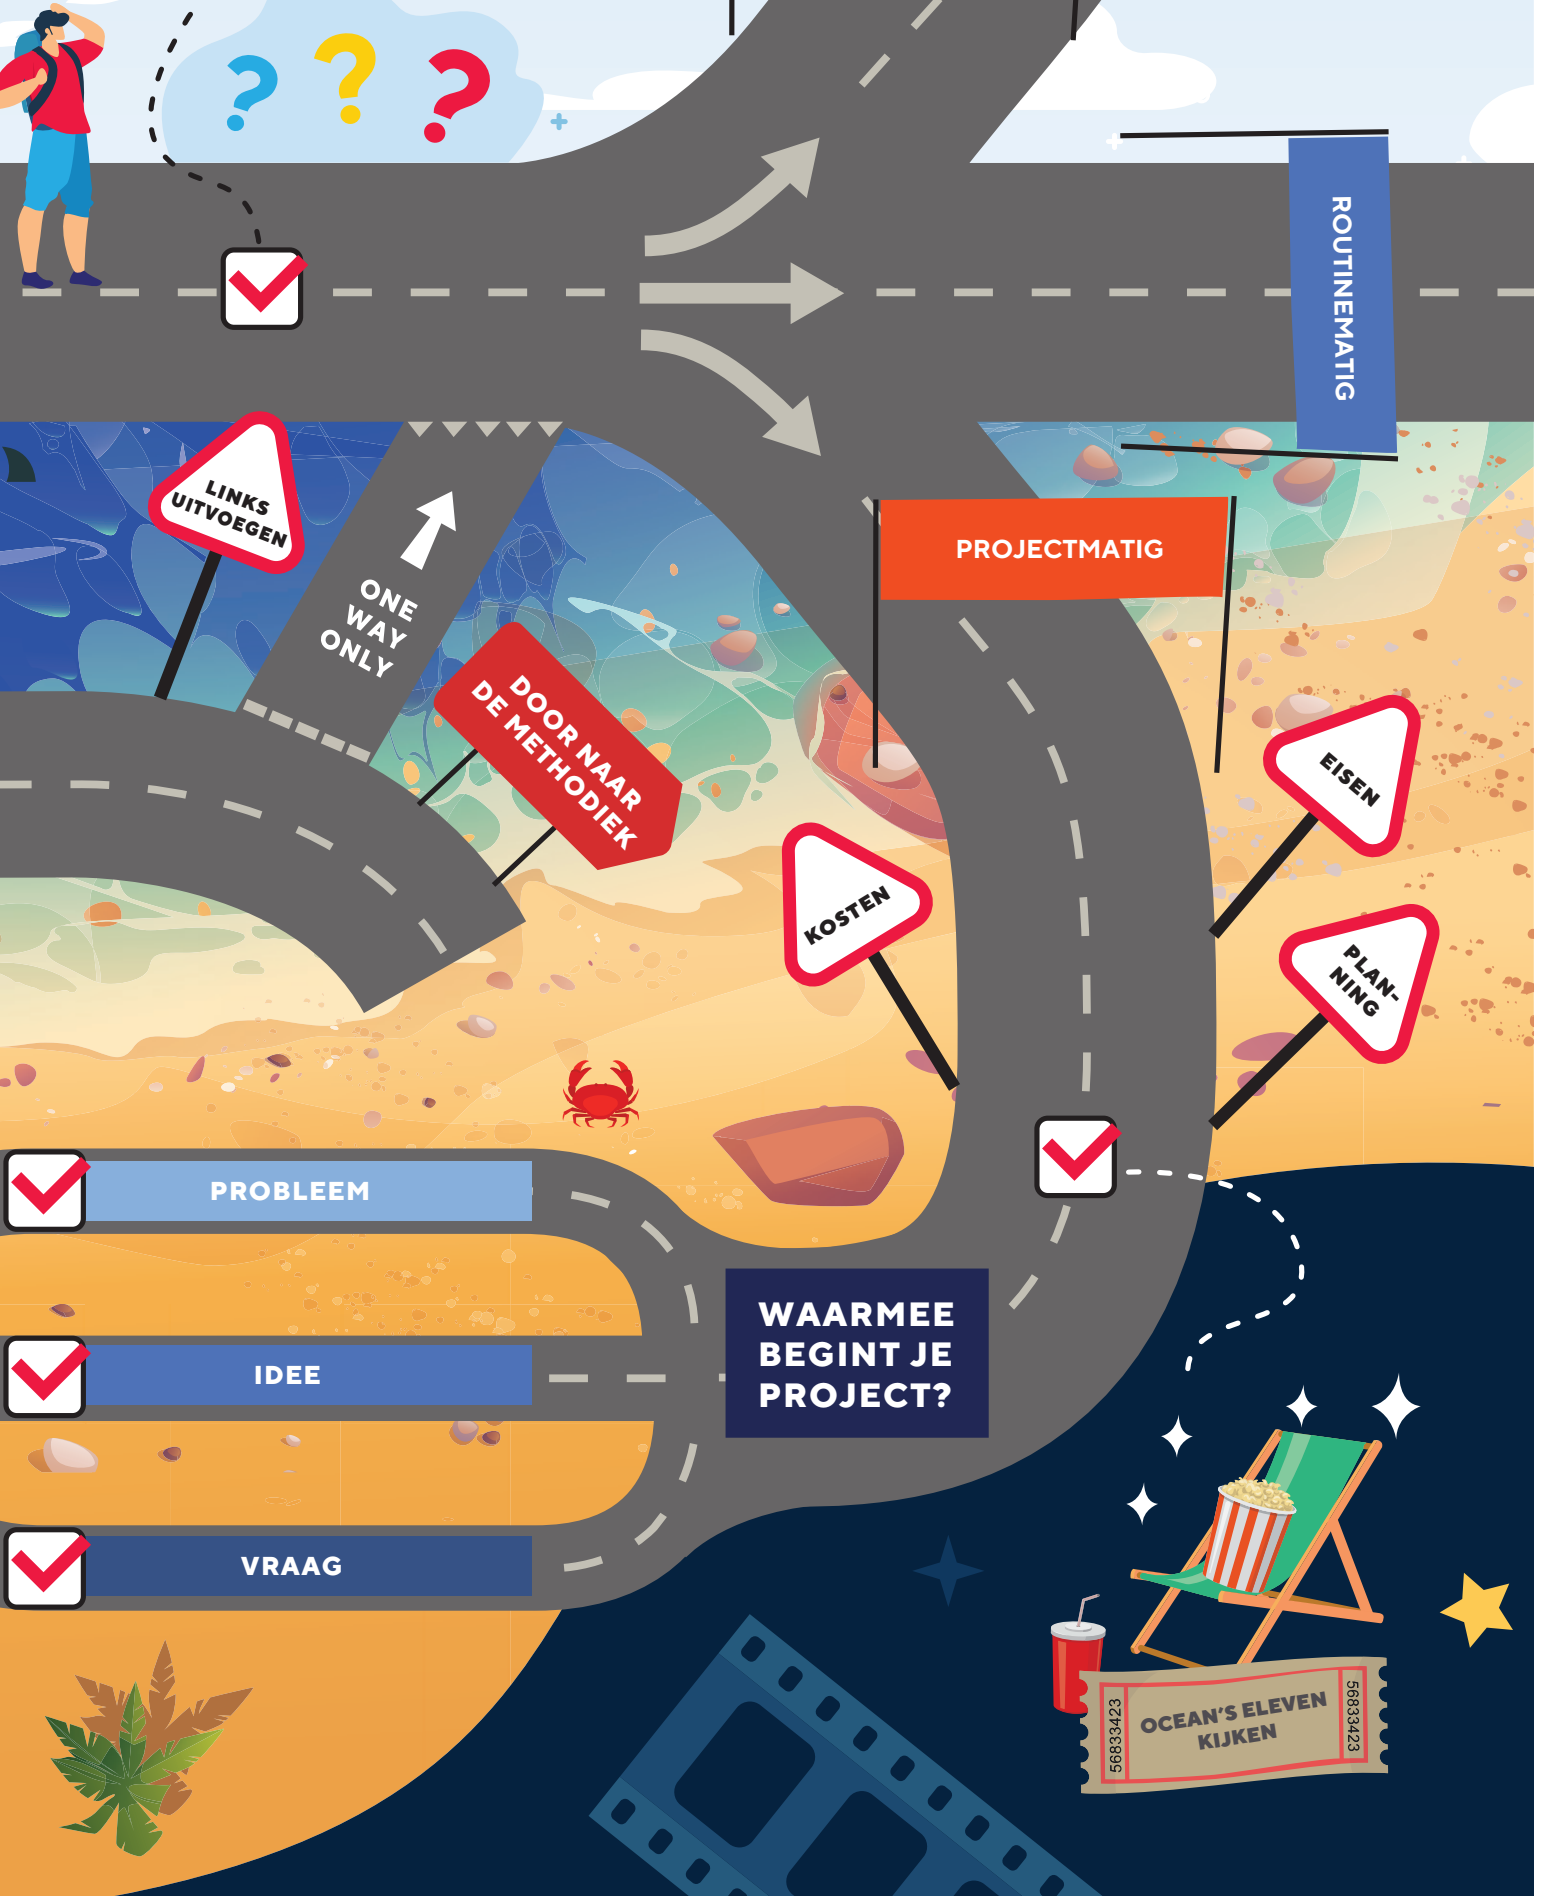 ? ? ?
ROUTINEMATIG
LINKS
UITVOEGEN
ONE
WAY
ONLY
PROJECTMATIG
DOOR NAAR
DE METHODIEK
EISEN
KOSTEN
PLAN-
NING
PROBLEEM
IDEE
VRAAG
WAARMEE
BEGINT JE
PROJECT?
56833423
OCEAN'S ELEVEN
KIJKEN
56833423